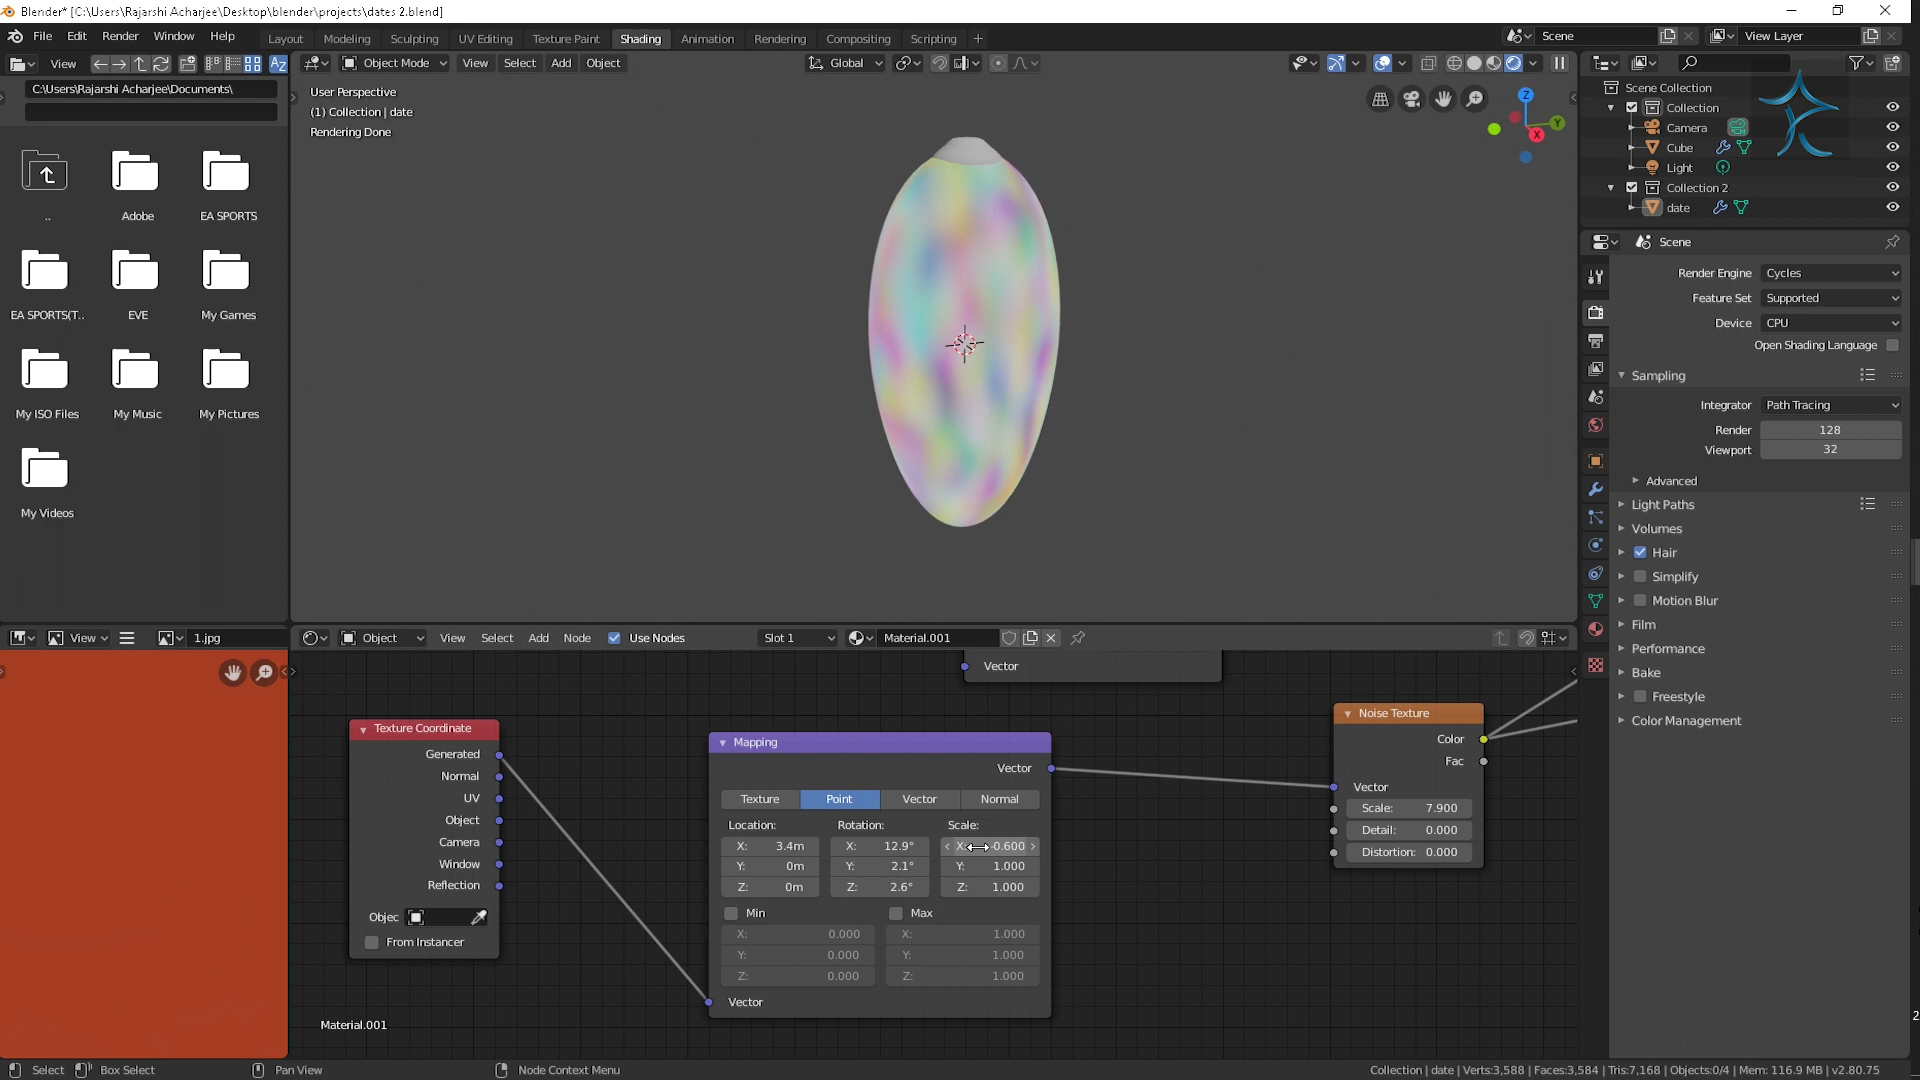 Blender* [C:\Users\Rajarshi Acharjee\Desktop\blender\projects\dates 2.blend]
File Edit Render Window Help Layout Modeling Sculpting UV Editing Texture Paint Shading Animation Rendering Compositing Scripting + Scene View Layer
View Object Mode View Select Add Object Global
C:\Users\Rajarshi Acharjee\Documents\
User Perspective
(1) Collection | date
Rendering Done
Z
Y
X
Scene Collection
Collection
Camera
Cube
Light
Collection 2
date
.. Adobe EA SPORTS
EA SPORTS(T.. EVE My Games
My ISO Files My Music My Pictures
My Videos
Scene
Render Engine Cycles
Feature Set Supported
Device CPU
Open Shading Language
Sampling
Integrator Path Tracing
Render 128
Viewport 32
Advanced
Light Paths
Volumes
Hair
Simplify
Motion Blur
Film
Performance
Bake
Freestyle
Color Management
View 1.jpg
Object View Select Add Node Use Nodes Slot 1 Material.001
Vector
Texture Coordinate
Generated
Normal
UV
Object
Camera
Window
Reflection
Objec
From Instancer
Mapping
Vector
Texture Point Vector Normal
Location: Rotation: Scale:
X: 3.4m X: 12.9° X: -0.600
Y: 0m Y: 2.1° Y: 1.000
Z: 0m Z: 2.6° Z: 1.000
Min Max
X: 0.000 X: 1.000
Y: 0.000 Y: 1.000
Z: 0.000 Z: 1.000
Vector
Noise Texture
Color
Fac
Vector
Scale: 7.900
Detail: 0.000
Distortion: 0.000
Material.001
2
Select Box Select Pan View Node Context Menu Collection | date | Verts:3,588 | Faces:3,584 | Tris:7,168 | Objects:0/4 | Mem: 116.9 MB | v2.80.75